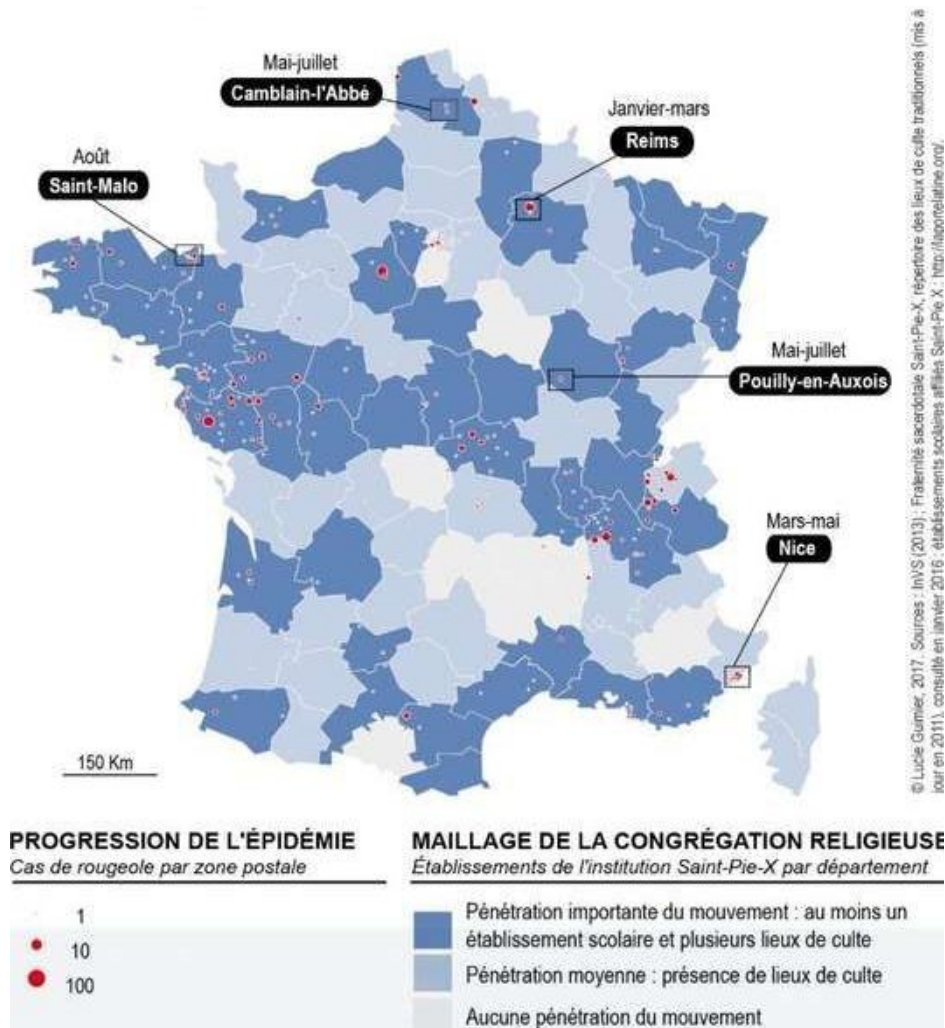 Mai-juillet
Camblain-l'Abbé
Janvier-mars
Reims
Août
Saint-Malo
Mai-juillet
Pouilly-en-Auxois
Mars-mai
Nice
150 Km
© Lucie Guimier, 2017. Sources : InVS (2013) ; Fraternité sacerdotale Saint-Pie-X, répertoire des lieux de culte traditionnels (mis à
jour en 2011), consulté en janvier 2016 ; établissements scolaires affiliés Saint-Pie X : http://laportelatine.org/.
PROGRESSION DE L'ÉPIDÉMIE
Cas de rougeole par zone postale
1
10
100
MAILLAGE DE LA CONGRÉGATION RELIGIEUSE
Établissements de l'institution Saint-Pie-X par département
Pénétration importante du mouvement : au moins un
établissement scolaire et plusieurs lieux de culte
Pénétration moyenne : présence de lieux de culte
Aucune pénétration du mouvement